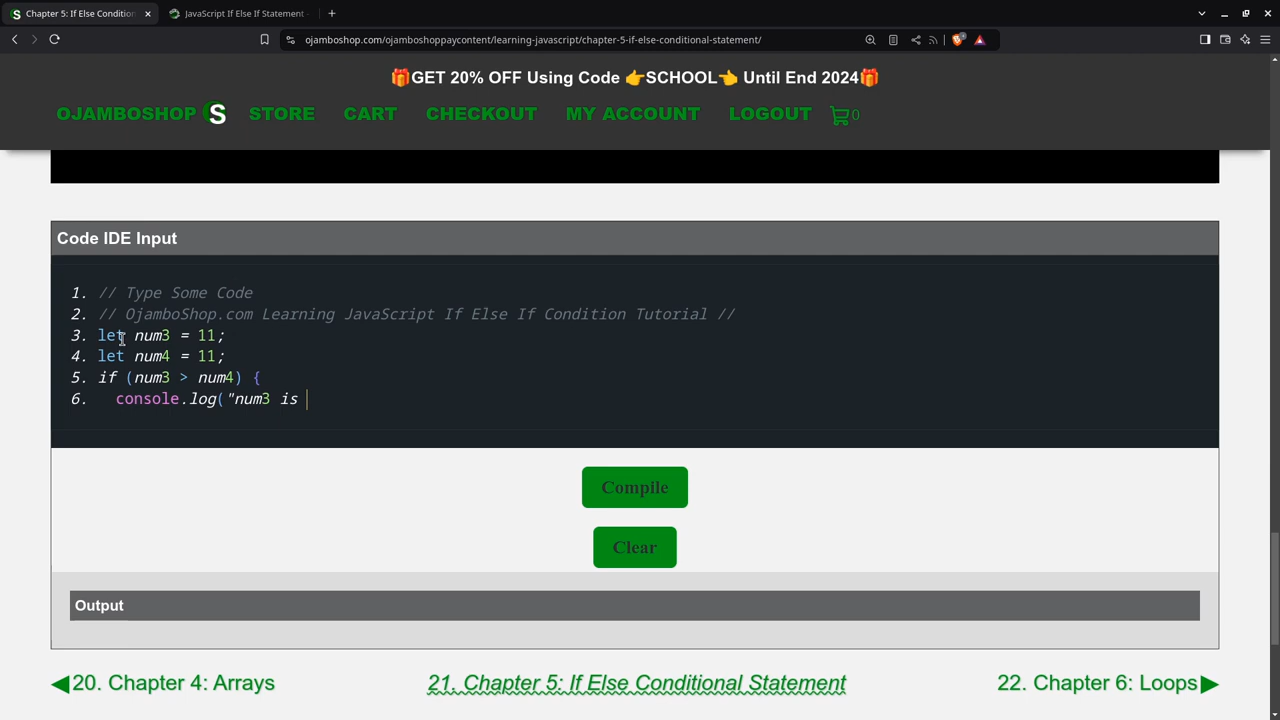 Chapter 5: If Else Condition
JavaScript If Else If Statement
ojamboshop.com/ojamboshoppaycontent/learning-javascript/chapter-5-if-else-conditional-statement/
🎁GET 20% OFF Using Code 👉SCHOOL👈 Until End 2024🎁
OJAMBOSHOP S STORE CART CHECKOUT MY ACCOUNT LOGOUT 0
Code IDE Input
1. // Type Some Code
2. // OjamboShop.com Learning JavaScript If Else If Condition Tutorial //
3. let num3 = 11;
4. let num4 = 11;
5. if (num3 > num4) {
6. console.log("num3 is
Compile
Clear
Output
◀20. Chapter 4: Arrays 21. Chapter 5: If Else Conditional Statement 22. Chapter 6: Loops▶